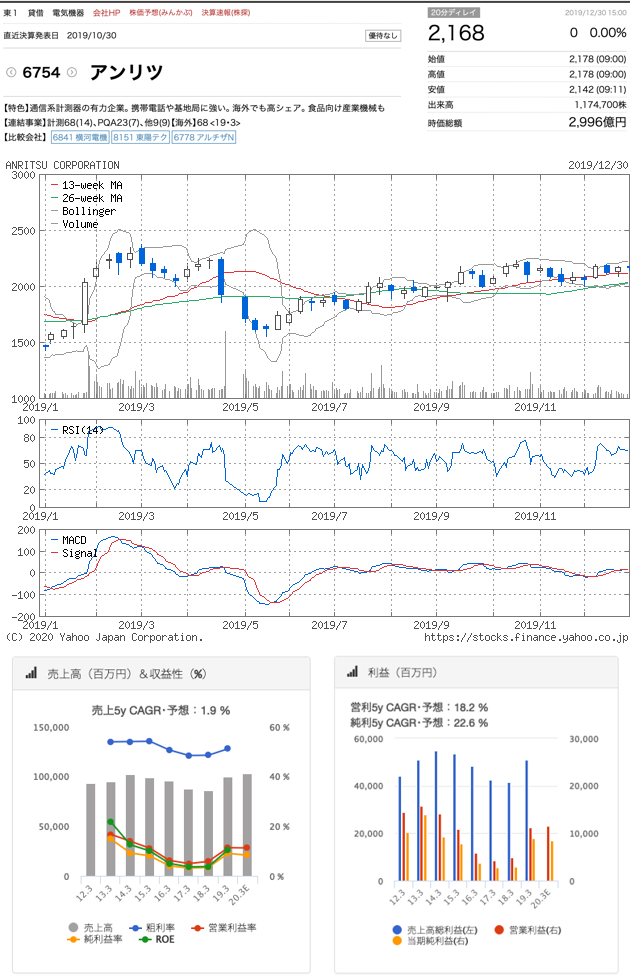 東1 貸借 電気機器 会社HP 株価予想(みんかぶ) 決算速報(株探)
直近決算発表日 2019/10/30 優待なし
6754 アンリツ
【特色】通信系計測器の有力企業。携帯電話や基地局に強い。海外でも高シェア。食品向け産業機械も
【連結事業】計測68(14)、PQA23(7)、他9(9)【海外】68 <19・3>
【比較会社】 6841 横河電機 8151 東陽テク 6778 アルチザN
20分ディレイ 2019/12/30 15:00
2,168 0 0.00%
始値 2,178 (09:00)
高値 2,178 (09:00)
安値 2,142 (09:11)
出来高 1,174,700株
時価総額 2,996億円
ANRITSU CORPORATION 2019/12/30
3000
2500
2000
1500
1000
13-week MA
26-week MA
Bollinger
Volume
2019/1 2019/3 2019/5 2019/7 2019/9 2019/11
100
80
50
20
0
RSI(14)
2019/1 2019/3 2019/5 2019/7 2019/9 2019/11
200
100
0
-100
-200
MACD
Signal
2019/1 2019/3 2019/5 2019/7 2019/9 2019/11
(C) 2020 Yahoo Japan Corporation. https://stocks.finance.yahoo.co.jp
売上高（百万円）＆収益性（%）
売上5y CAGR・予想：1.9 %
150,000 60 %
100,000 40 %
50,000 20 %
0 0 %
12.3 13.3 14.3 15.3 16.3 17.3 18.3 19.3 20.3E
売上高 粗利率 営業利益率
純利益率 ROE
利益（百万円）
営利5y CAGR・予想：18.2 %
純利5y CAGR・予想：22.6 %
60,000 30,000
40,000 20,000
20,000 10,000
0 0
12.3 13.3 14.3 15.3 16.3 17.3 18.3 19.3 20.3E
売上高総利益(左) 営業利益(右)
当期純利益(右)